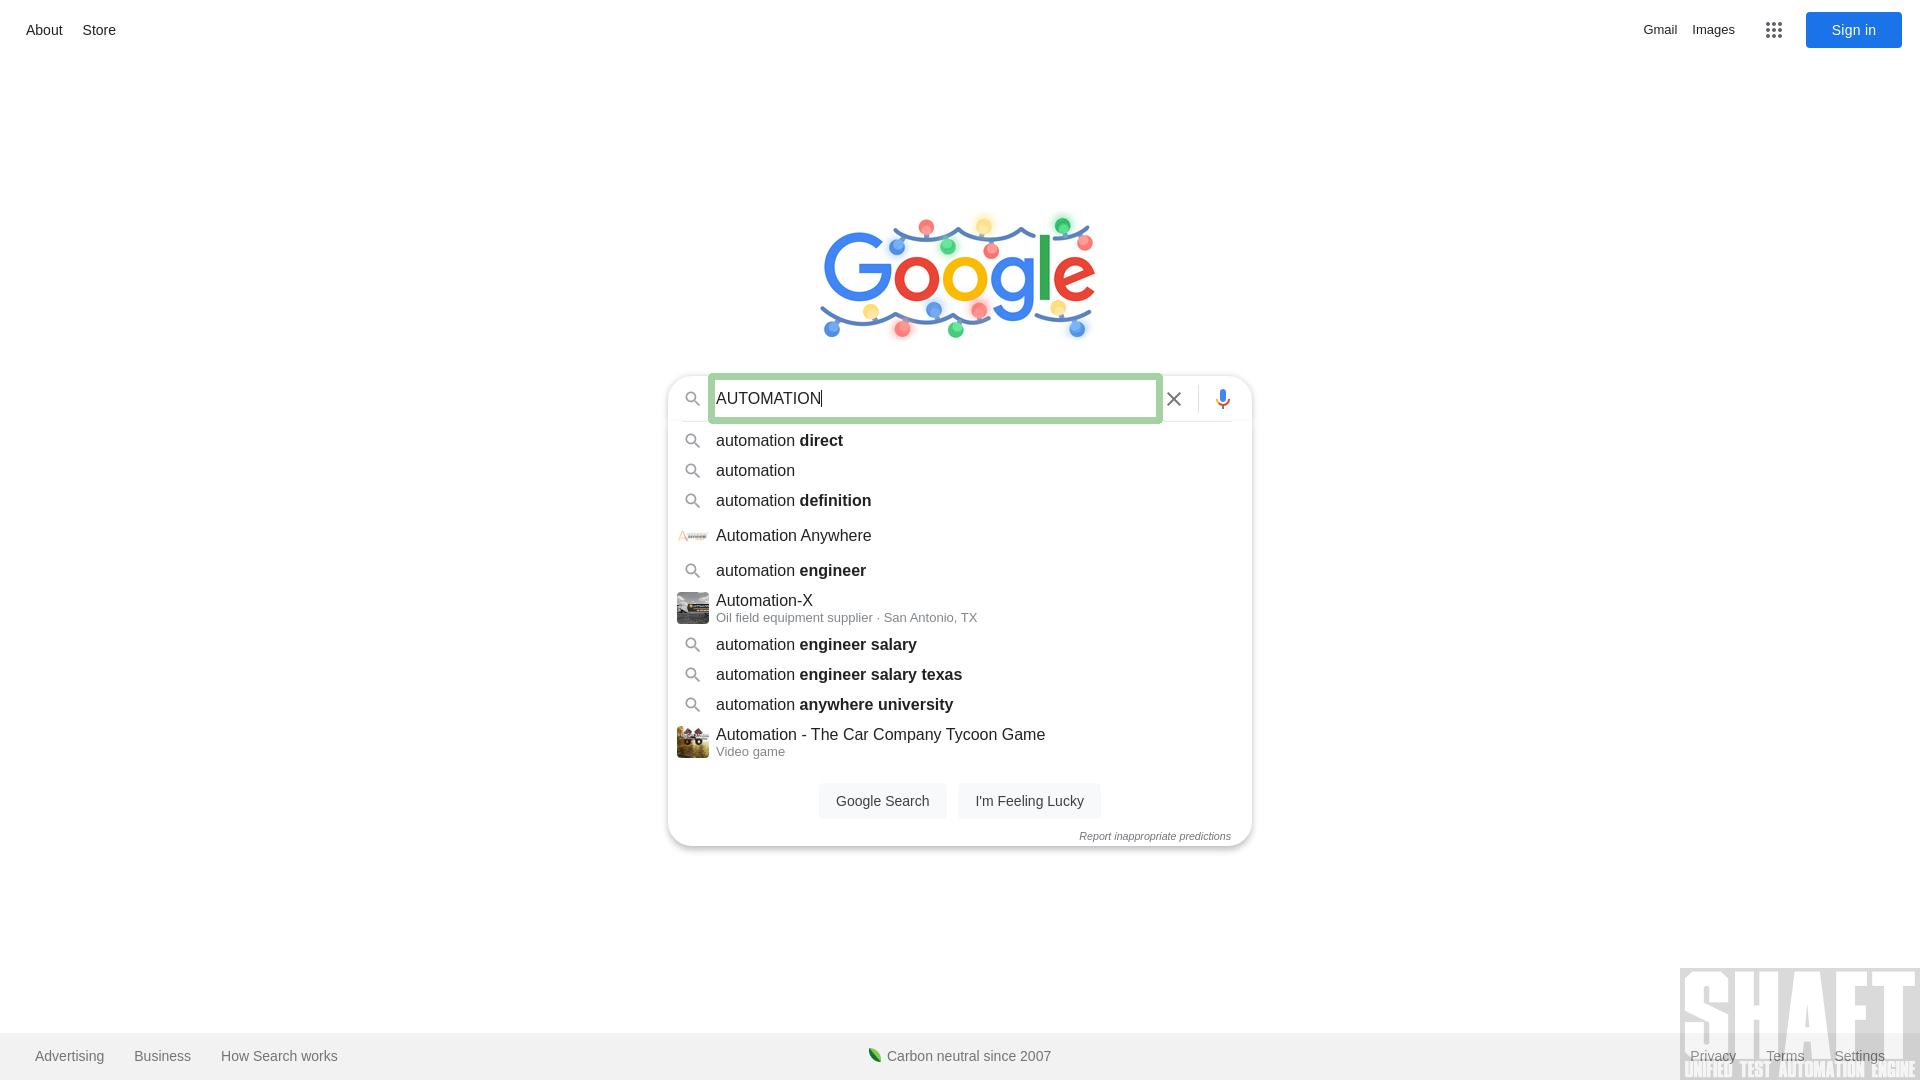 About Store
Gmail Images Sign in
Google
AUTOMATION
automation direct
automation
automation definition
Automation Anywhere
automation engineer
Automation-X
Oil field equipment supplier · San Antonio, TX
automation engineer salary
automation engineer salary texas
automation anywhere university
Automation - The Car Company Tycoon Game
Video game
Google Search I'm Feeling Lucky
Report inappropriate predictions
SHAFT
Advertising Business How Search works Carbon neutral since 2007 Privacy Terms Settings
UNIFIED TEST AUTOMATION ENGINE